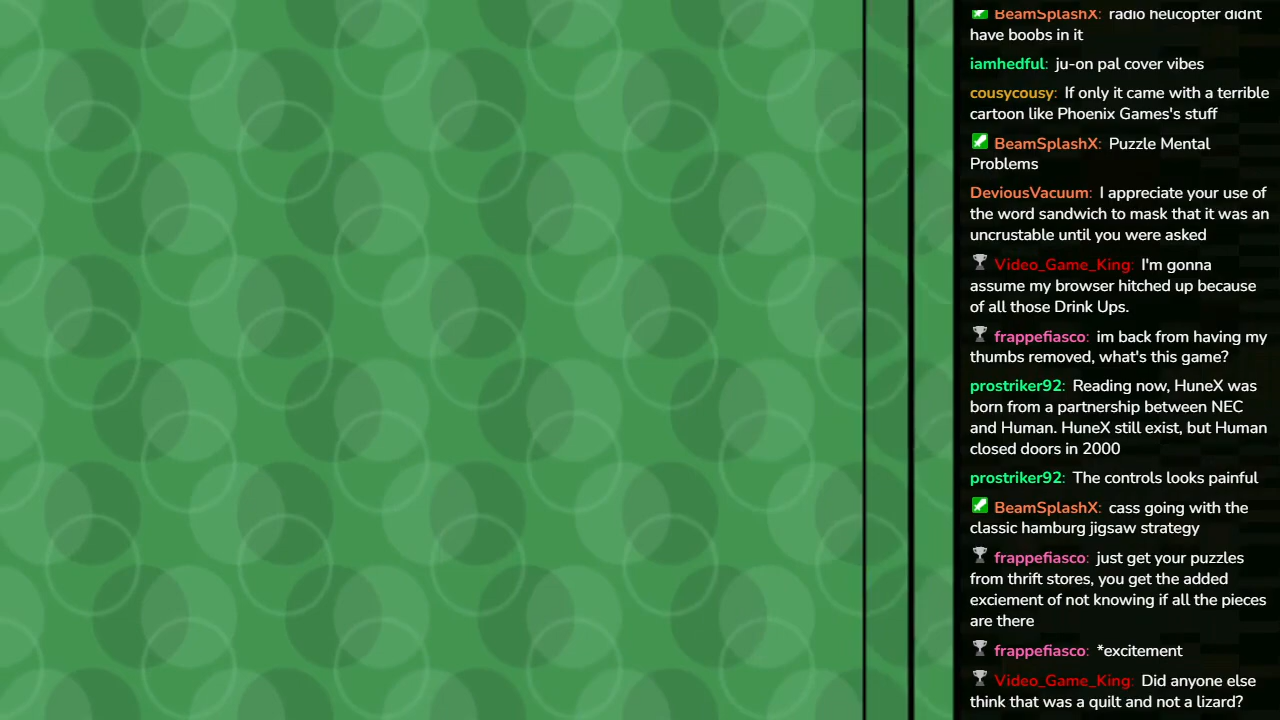 BeamSplashX: radio helicopter didnt
have boobs in it
iamhedful: ju-on pal cover vibes
cousycousy: If only it came with a terrible
cartoon like Phoenix Games's stuff
BeamSplashX: Puzzle Mental
Problems
DeviousVacuum: I appreciate your use of
the word sandwich to mask that it was an
uncrustable until you were asked
Video_Game_King: I'm gonna
assume my browser hitched up because
of all those Drink Ups.
frappefiasco: im back from having my
thumbs removed, what's this game?
prostriker92: Reading now, HuneX was
born from a partnership between NEC
and Human. HuneX still exist, but Human
closed doors in 2000
prostriker92: The controls looks painful
BeamSplashX: cass going with the
classic hamburg jigsaw strategy
frappefiasco: just get your puzzles
from thrift stores, you get the added
exciement of not knowing if all the pieces
are there
frappefiasco: *excitement
Video_Game_King: Did anyone else
think that was a quilt and not a lizard?